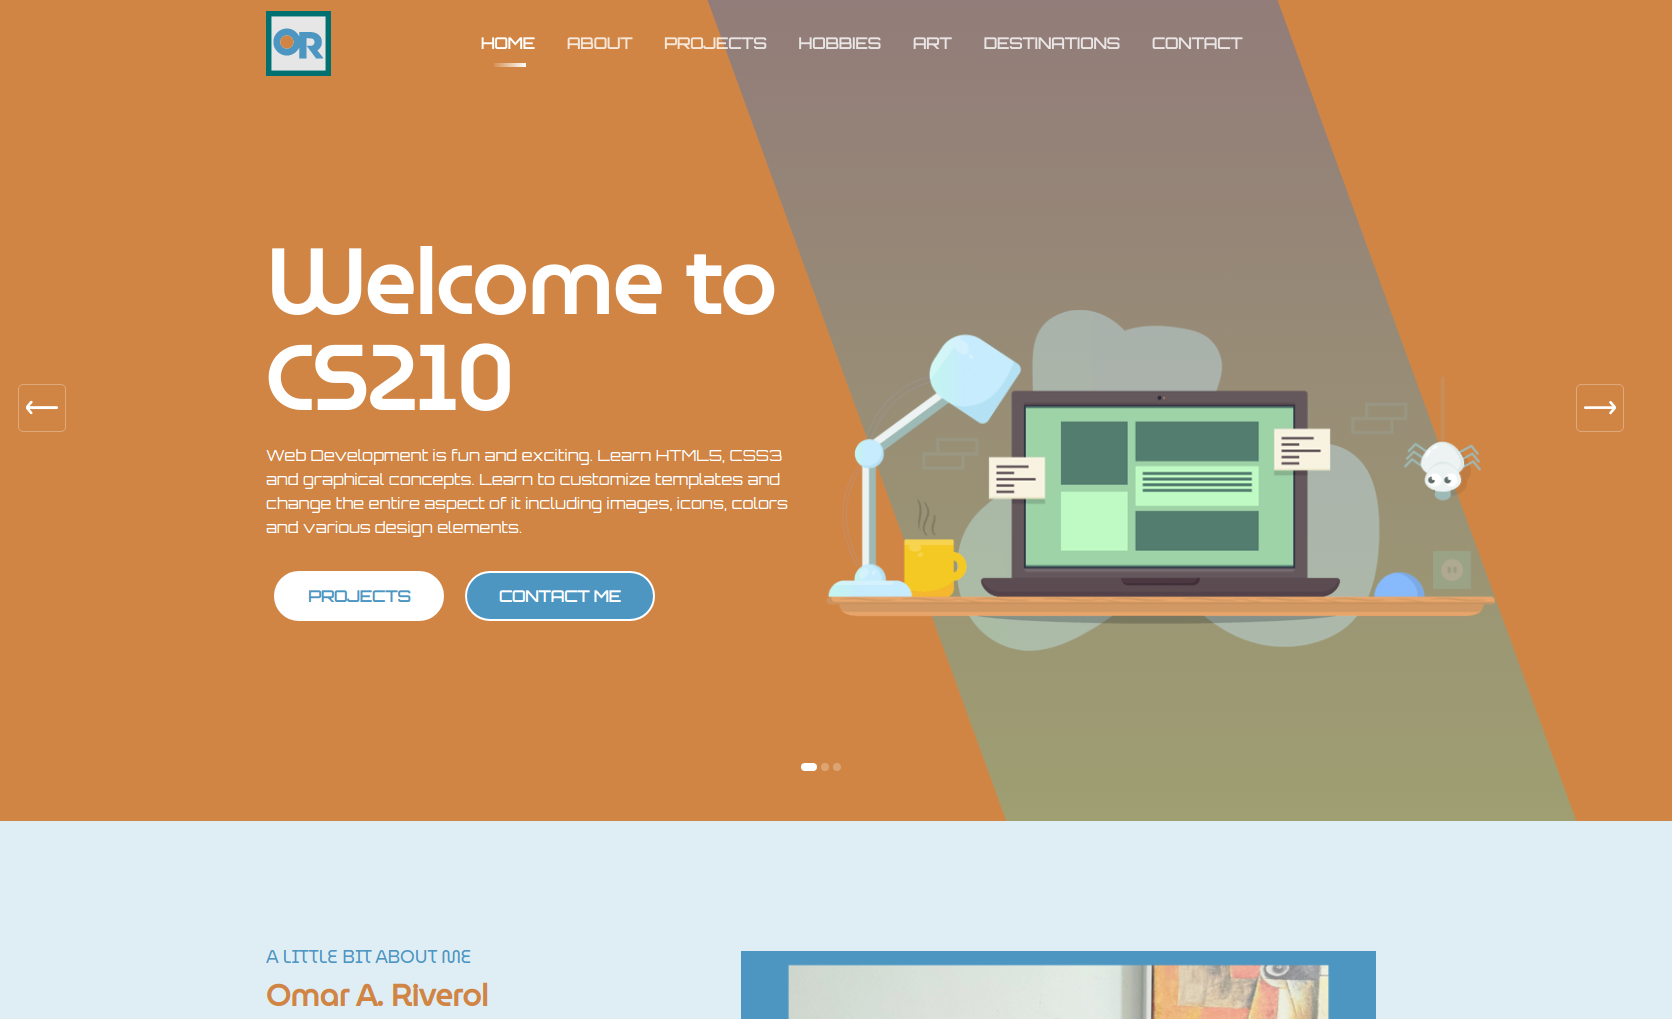 OR
HOME ABOUT PROJECTS HOBBIES ART DESTINATIONS CONTACT
Welcome to
CS210
Web Development is fun and exciting. Learn HTML5, CSS3
and graphical concepts. Learn to customize templates and
change the entire aspect of it including images, icons, colors
and various design elements.
PROJECTS CONTACT ME
A LITTLE BIT ABOUT ME
Omar A. Riverol